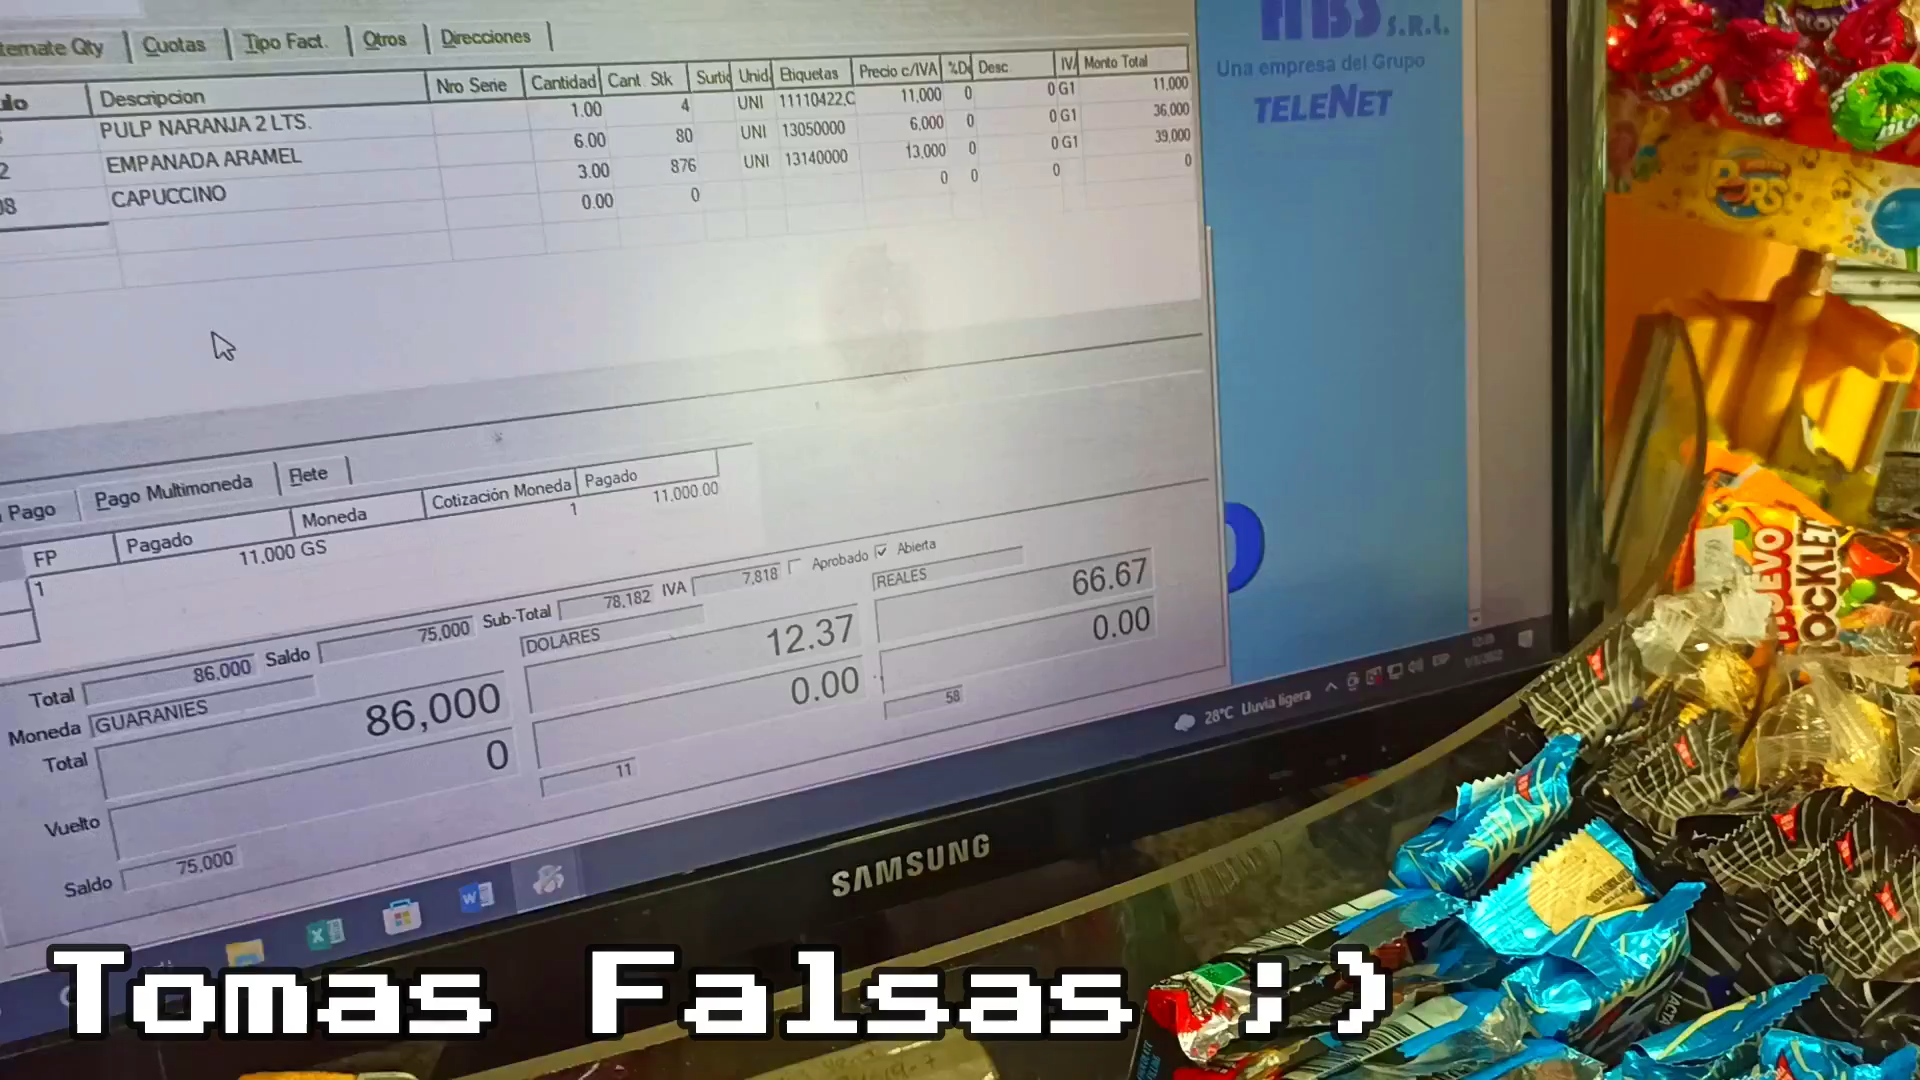 Cuotas Tipo Fact. Otros Direcciones
Descripcion Nro Serie Cantidad Cant Stk Unid Etiquetas Precio c/IVA Desc Monto Total
PULP NARANJA 2 LTS. 1.00 4 UNI 11110422,C 11,000 0 0 G1 11,000
EMPANADA ARAMEL 6.00 80 UNI 13050000 6,000 0 0 G1 36,000
CAPUCCINO 3.00 876 UNI 13140000 13,000 0 0 G1 39,000
0.00 0 0 0 0 0
Pago Pago Multimoneda Flete
FP Pagado Moneda Cotización Moneda Pagado
1 11,000 GS 1 11,000.00
Total 86,000 Saldo 75,000 Sub-Total 78,182 IVA 7,818 Aprobado Abierta
Moneda GUARANIES DOLARES REALES
Total 86,000 12.37 66.67
Vuelto 0 0.00 0.00
Saldo 75,000 11 58
HBS S.R.L.
Una empresa del Grupo
TELENET
28°C Lluvia ligera
SAMSUNG
POPS
NUEVO
ROCKLETS
Tomas Falsas ;)